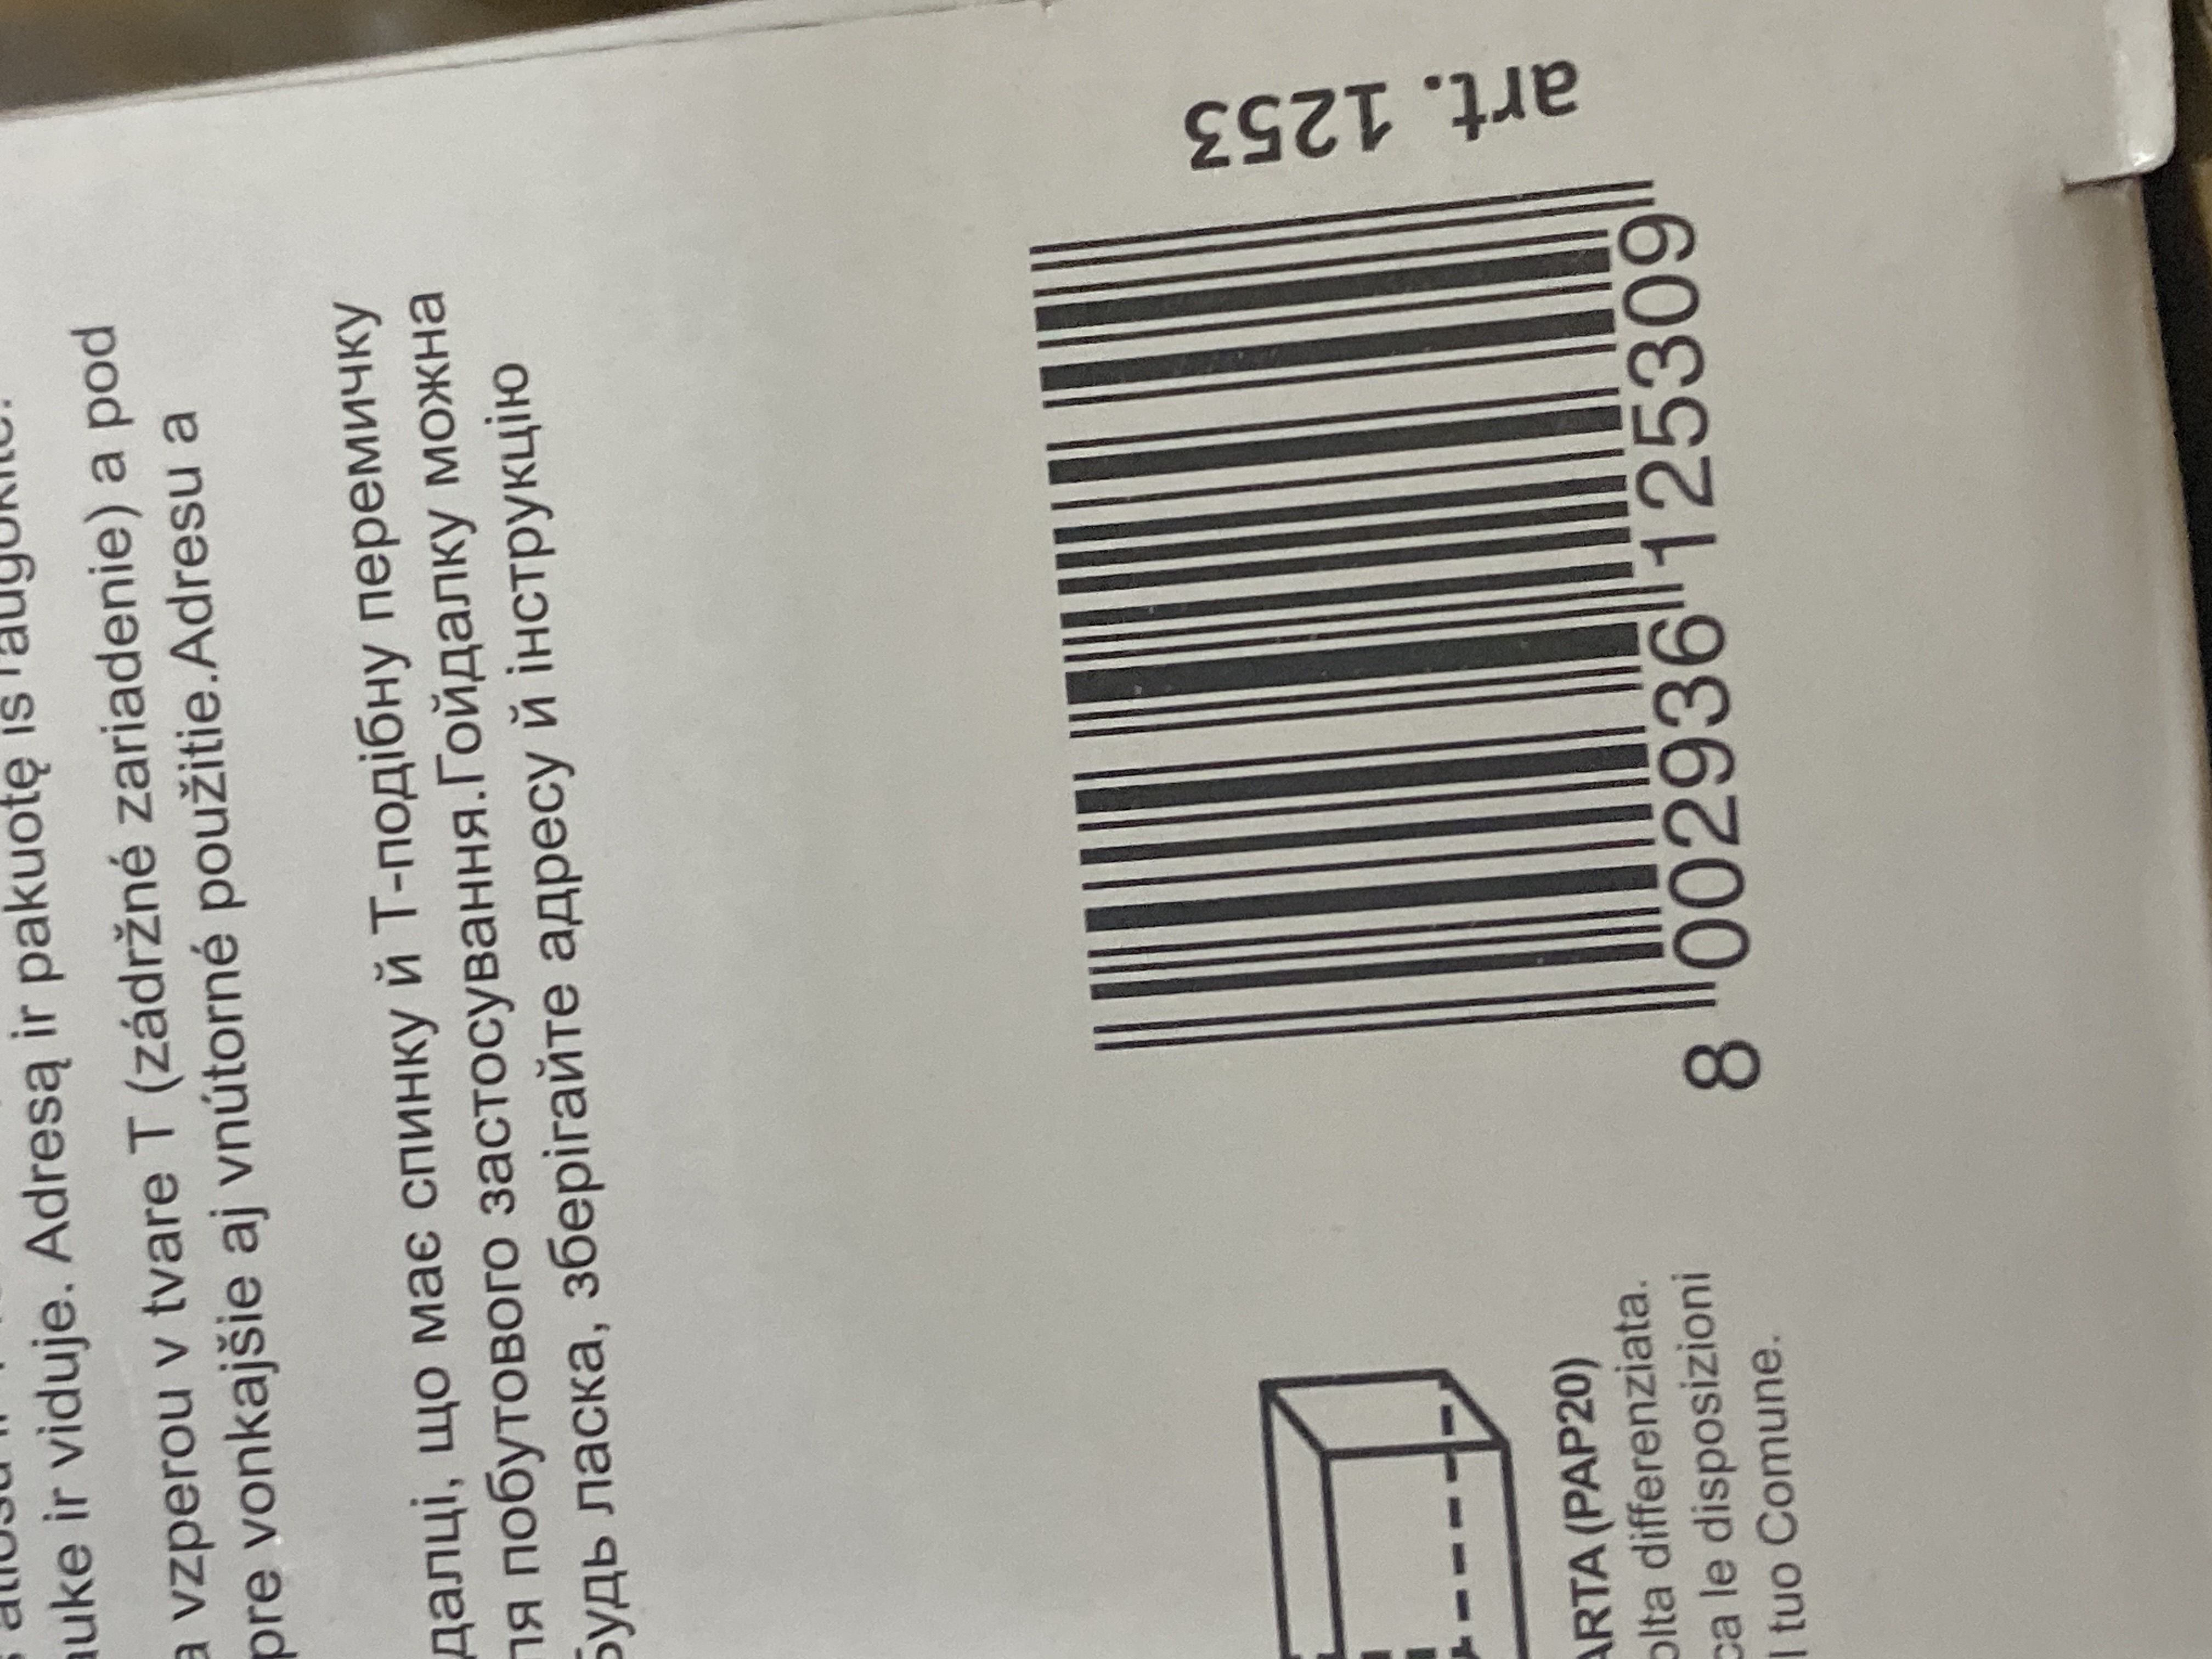 auke ir viduje. Adresą ir pakuotę
a vzperou v tvare T (zádržné zariadenie) a pod
pre vonkajšie aj vnútorné použitie.Adresu a
що має спинку й Т-подібну перемичку
побутового застосування.Гойдалку можна
будь ласка, зберігайте адресу й інструкцію
art. 1253
8 002936 125309
ARTA (PAP20)
olta differenziata.
ca le disposizioni
tuo Comune.